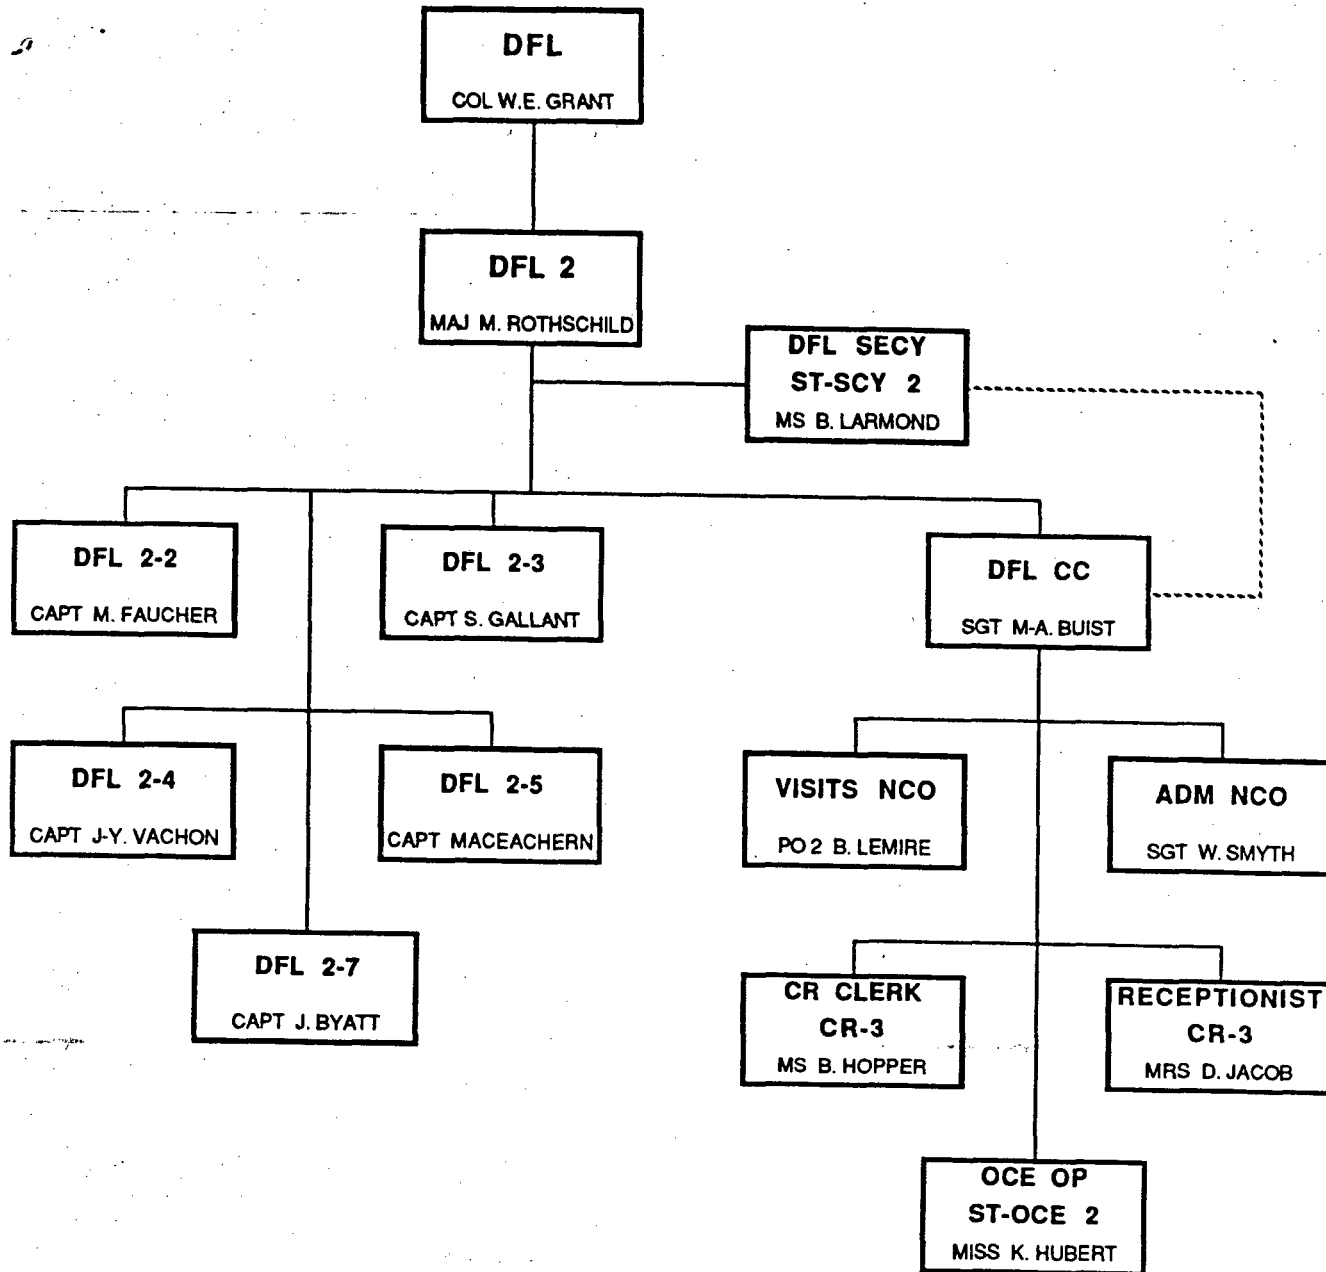 DFL
COL W.E. GRANT
DFL 2
MAJ M. ROTHSCHILD
DFL SECY
ST-SCY 2
MS B. LARMOND
DFL 2-2
CAPT M. FAUCHER
DFL 2-3
CAPT S. GALLANT
DFL CC
SGT M-A. BUIST
DFL 2-4
CAPT J-Y. VACHON
DFL 2-5
CAPT MACEACHERN
VISITS NCO
PO 2 B. LEMIRE
ADM NCO
SGT W. SMYTH
DFL 2-7
CAPT J. BYATT
CR CLERK
CR-3
MS B. HOPPER
RECEPTIONIST
CR-3
MRS D. JACOB
OCE OP
ST-OCE 2
MISS K. HUBERT